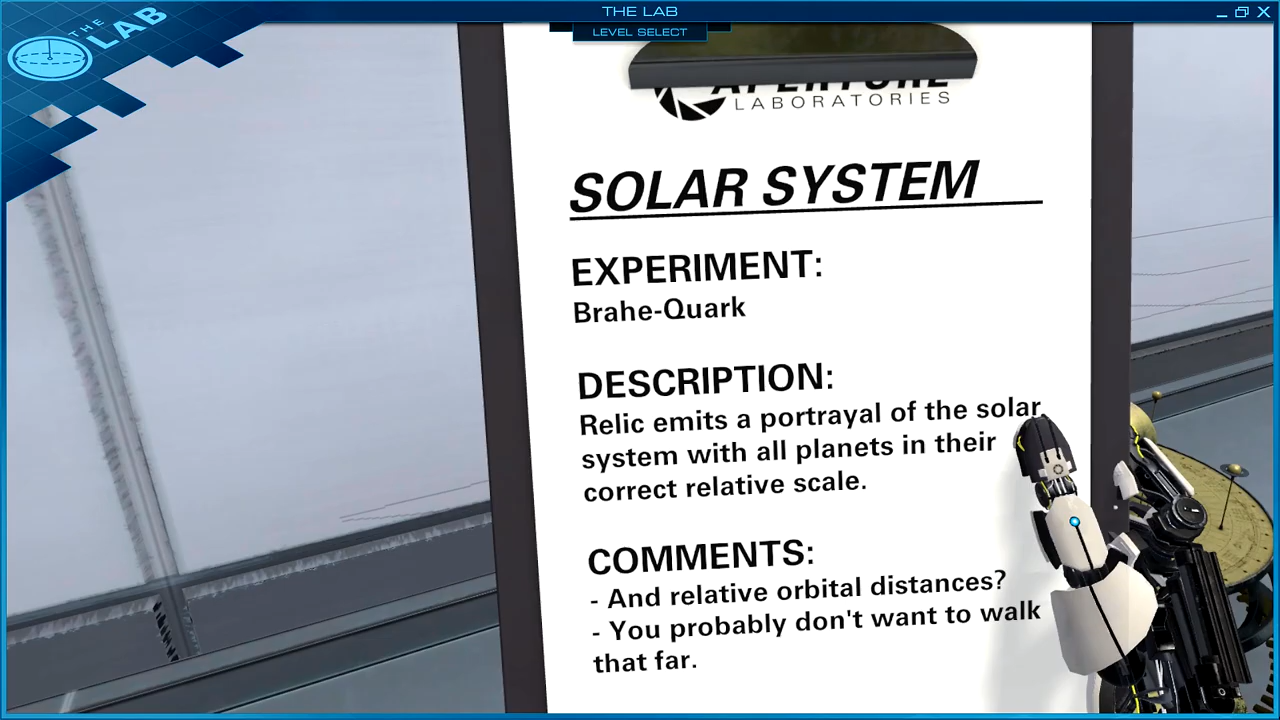 THE LAB
THE LAB
LEVEL SELECT
APERTURE
LABORATORIES
SOLAR SYSTEM
EXPERIMENT:
Brahe-Quark
DESCRIPTION:
Relic emits a portrayal of the solar
system with all planets in their
correct relative scale.
COMMENTS:
- And relative orbital distances?
- You probably don't want to walk
that far.